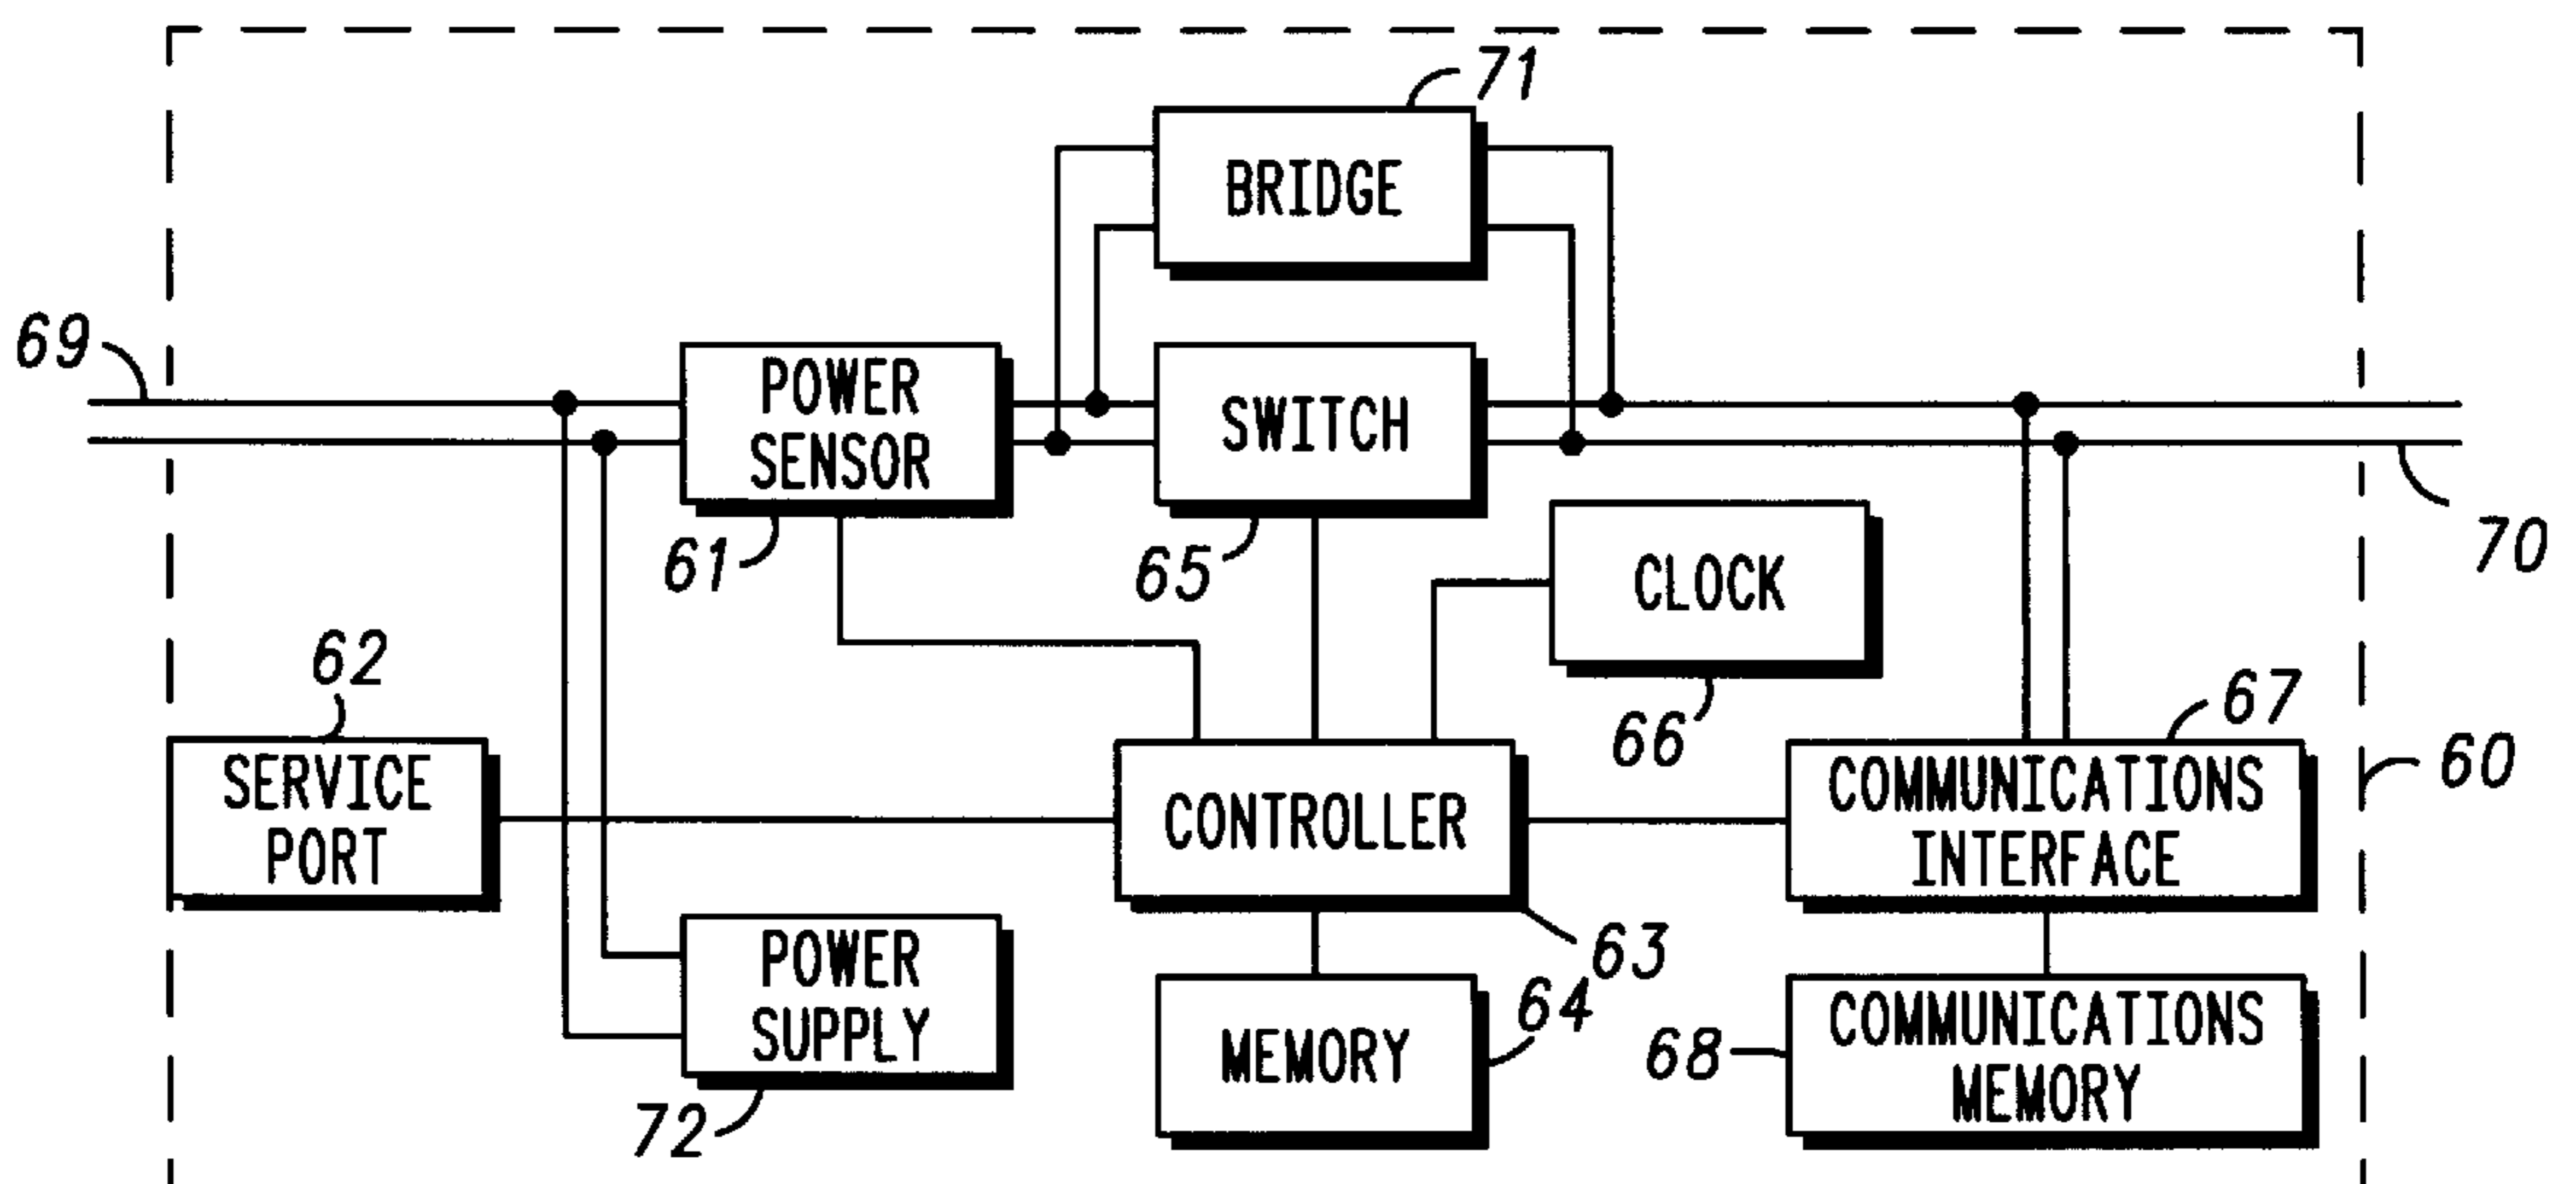 71
BRIDGE
69
POWER
SENSOR
SWITCH
61
65
CLOCK
70
62
66
67
SERVICE
PORT
CONTROLLER
COMMUNICATIONS
INTERFACE
60
63
POWER
SUPPLY
64
MEMORY
68
COMMUNICATIONS
MEMORY
72